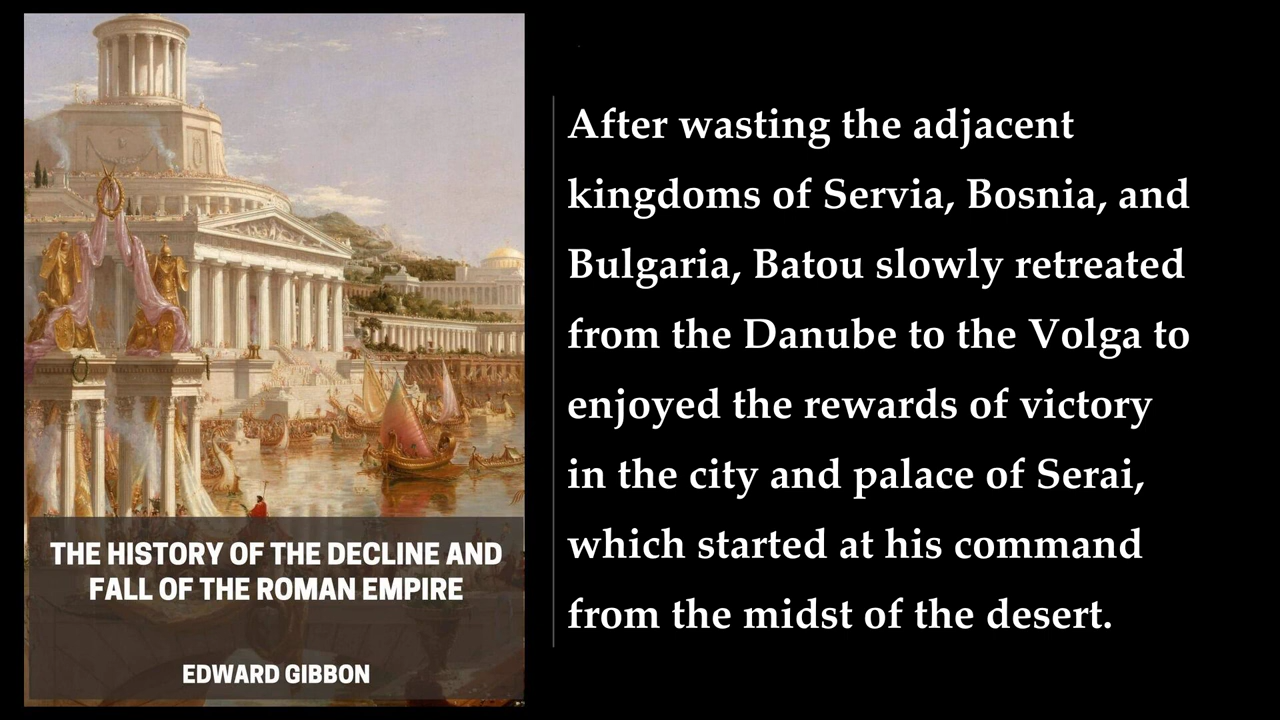 THE HISTORY OF THE DECLINE AND
FALL OF THE ROMAN EMPIRE
EDWARD GIBBON
After wasting the adjacent
kingdoms of Servia, Bosnia, and
Bulgaria, Batou slowly retreated
from the Danube to the Volga to
enjoyed the rewards of victory
in the city and palace of Serai,
which started at his command
from the midst of the desert.